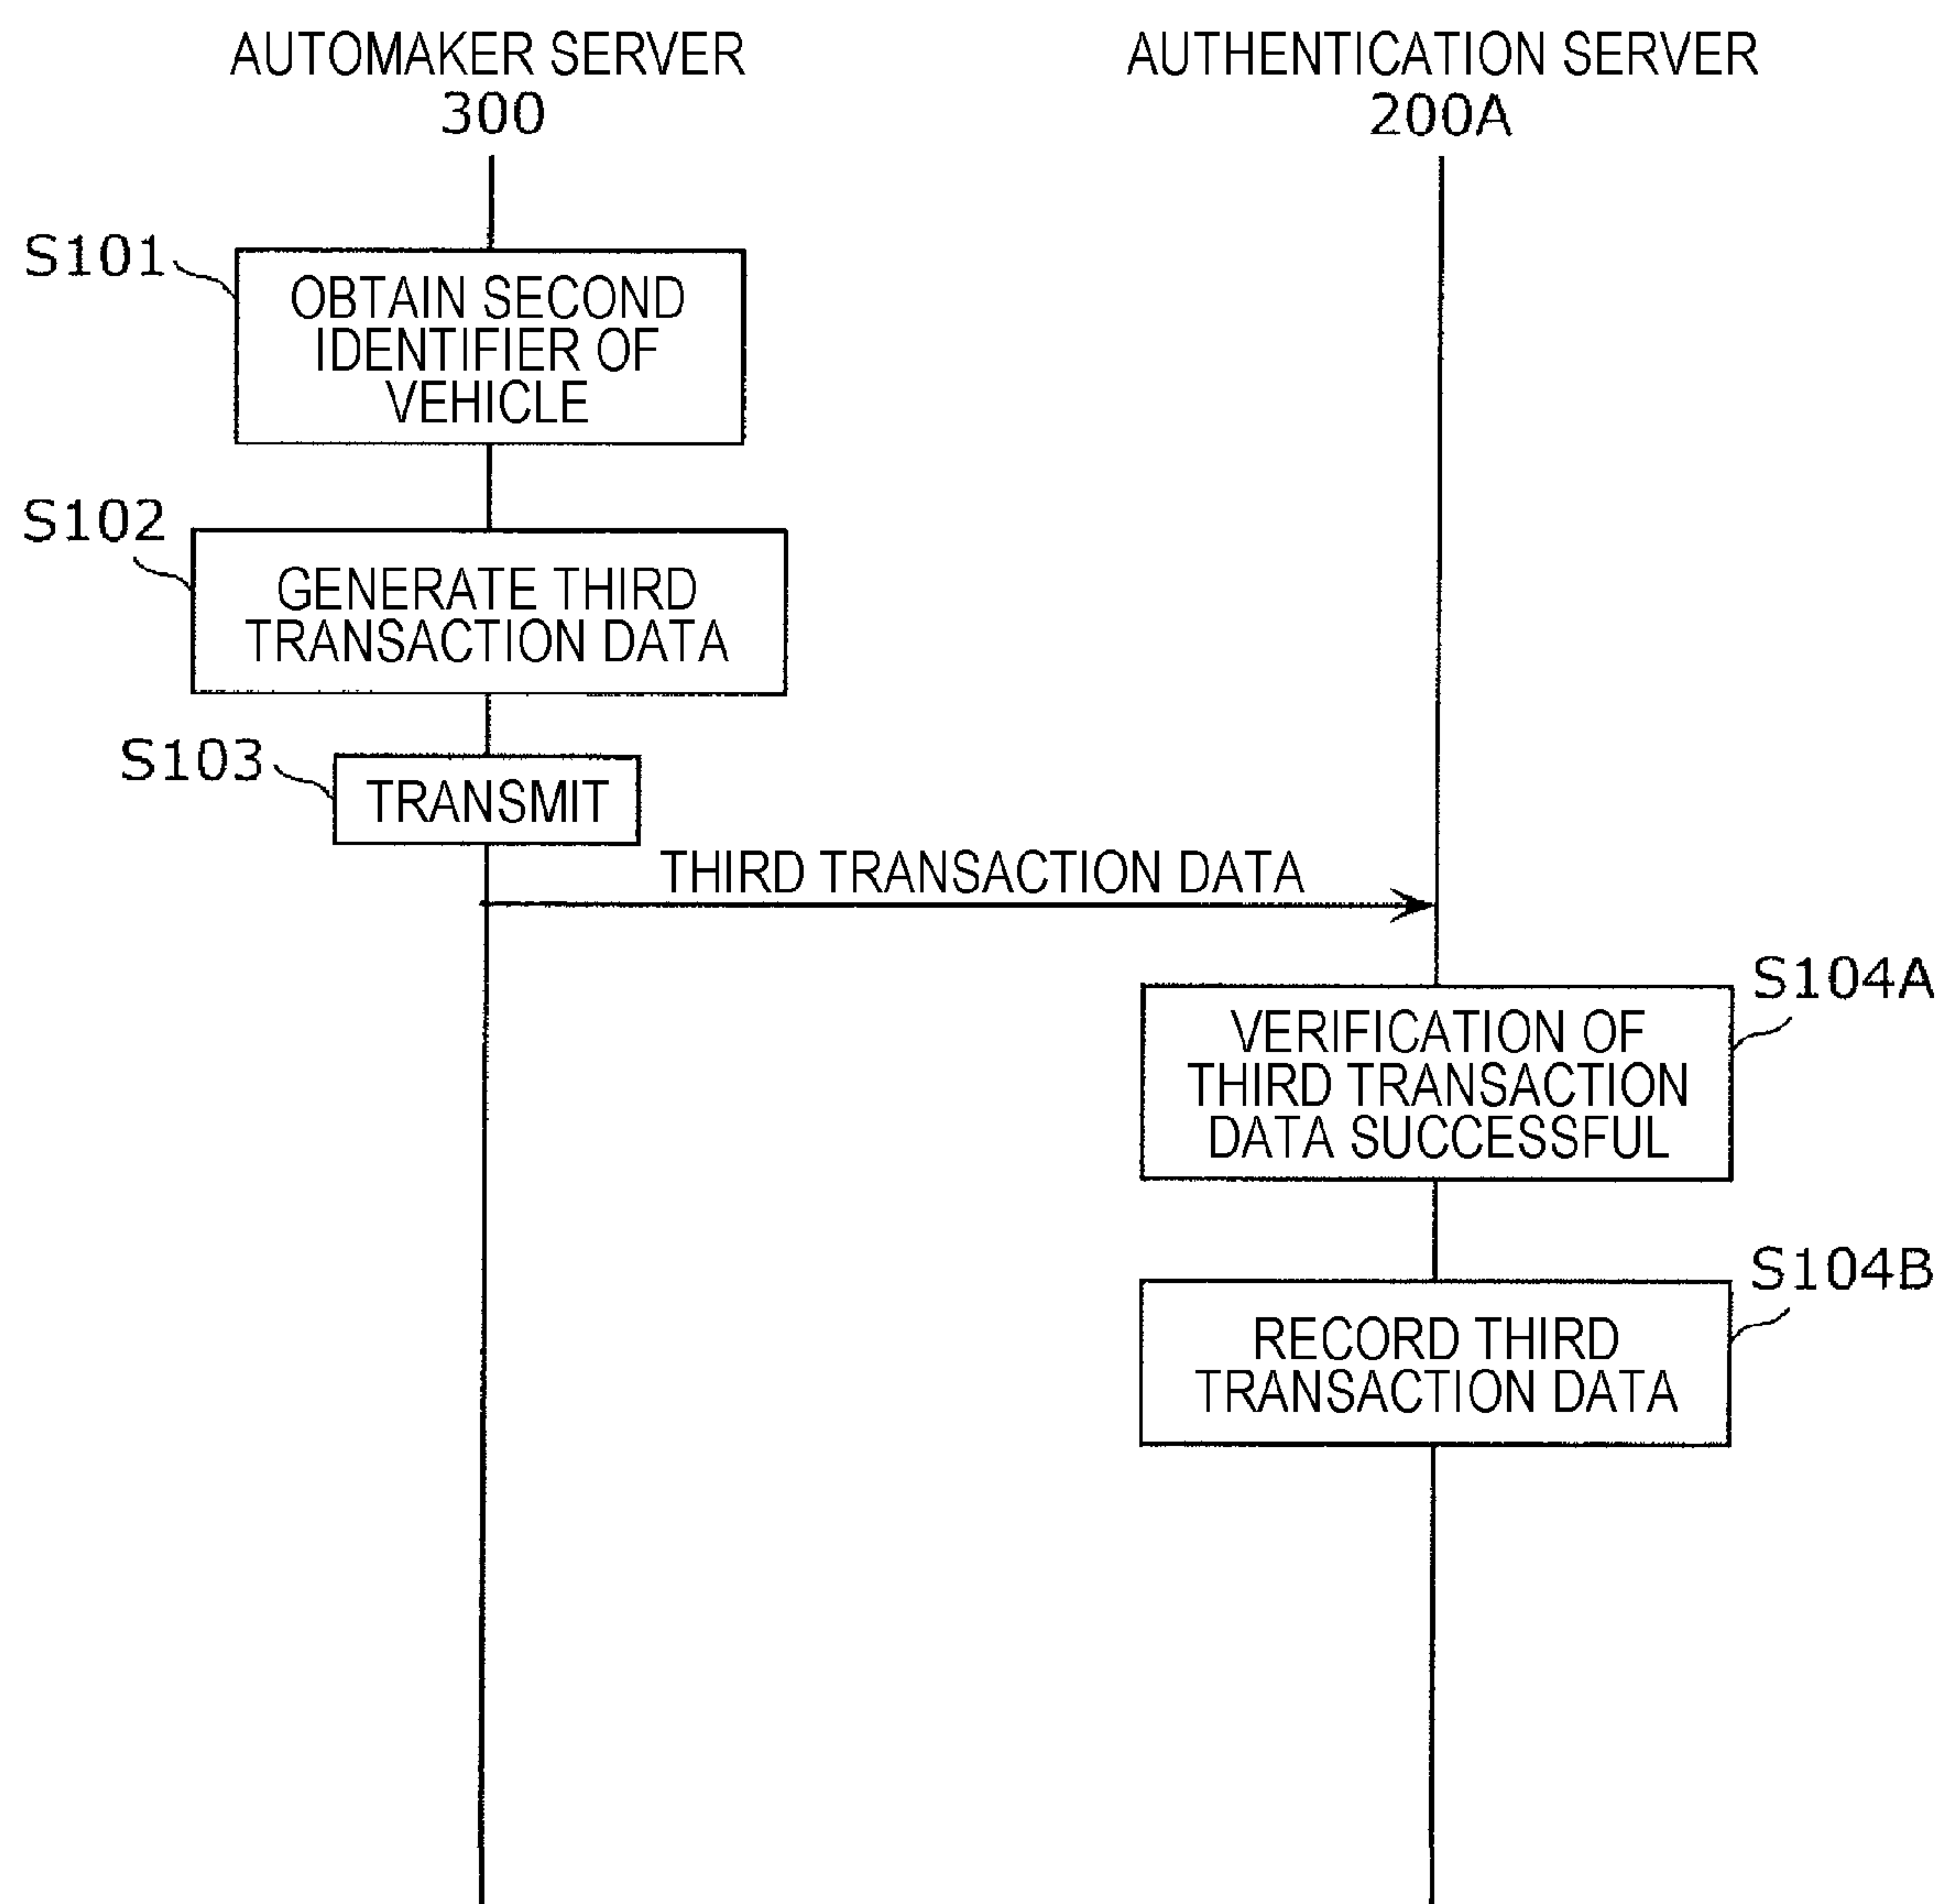 AUTOMAKER SERVER
300
AUTHENTICATION SERVER
200A
S101
OBTAIN SECOND
IDENTIFIER OF
VEHICLE
S102
GENERATE THIRD
TRANSACTION DATA
S103
TRANSMIT
THIRD TRANSACTION DATA
S104A
VERIFICATION OF
THIRD TRANSACTION
DATA SUCCESSFUL
S104B
RECORD THIRD
TRANSACTION DATA